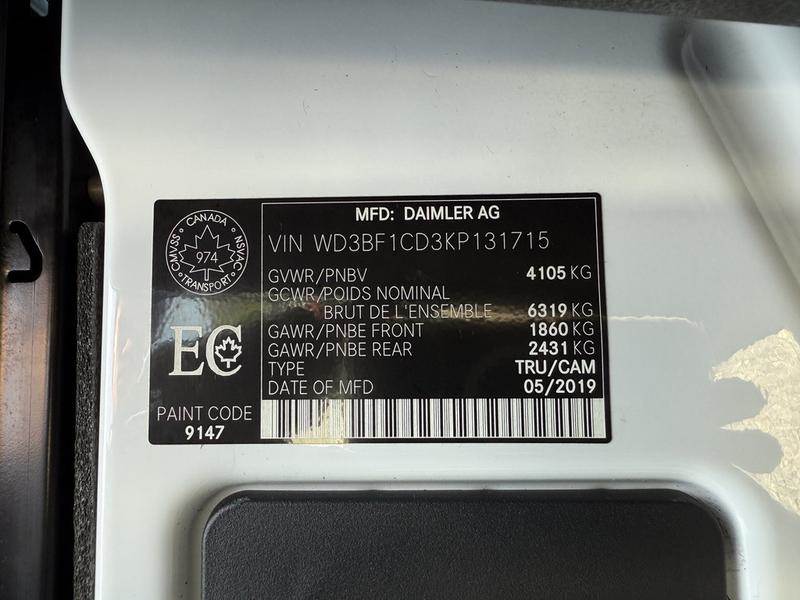 CANADA
CMVSS NSVAC
974
TRANSPORT
EC
PAINT CODE
9147
MFD: DAIMLER AG
VIN WD3BF1CD3KP131715
GVWR/PNBV 4105 KG
GCWR/POIDS NOMINAL
BRUT DE L'ENSEMBLE 6319 KG
GAWR/PNBE FRONT 1860 KG
GAWR/PNBE REAR 2431 KG
TYPE TRU/CAM
DATE OF MFD 05/2019